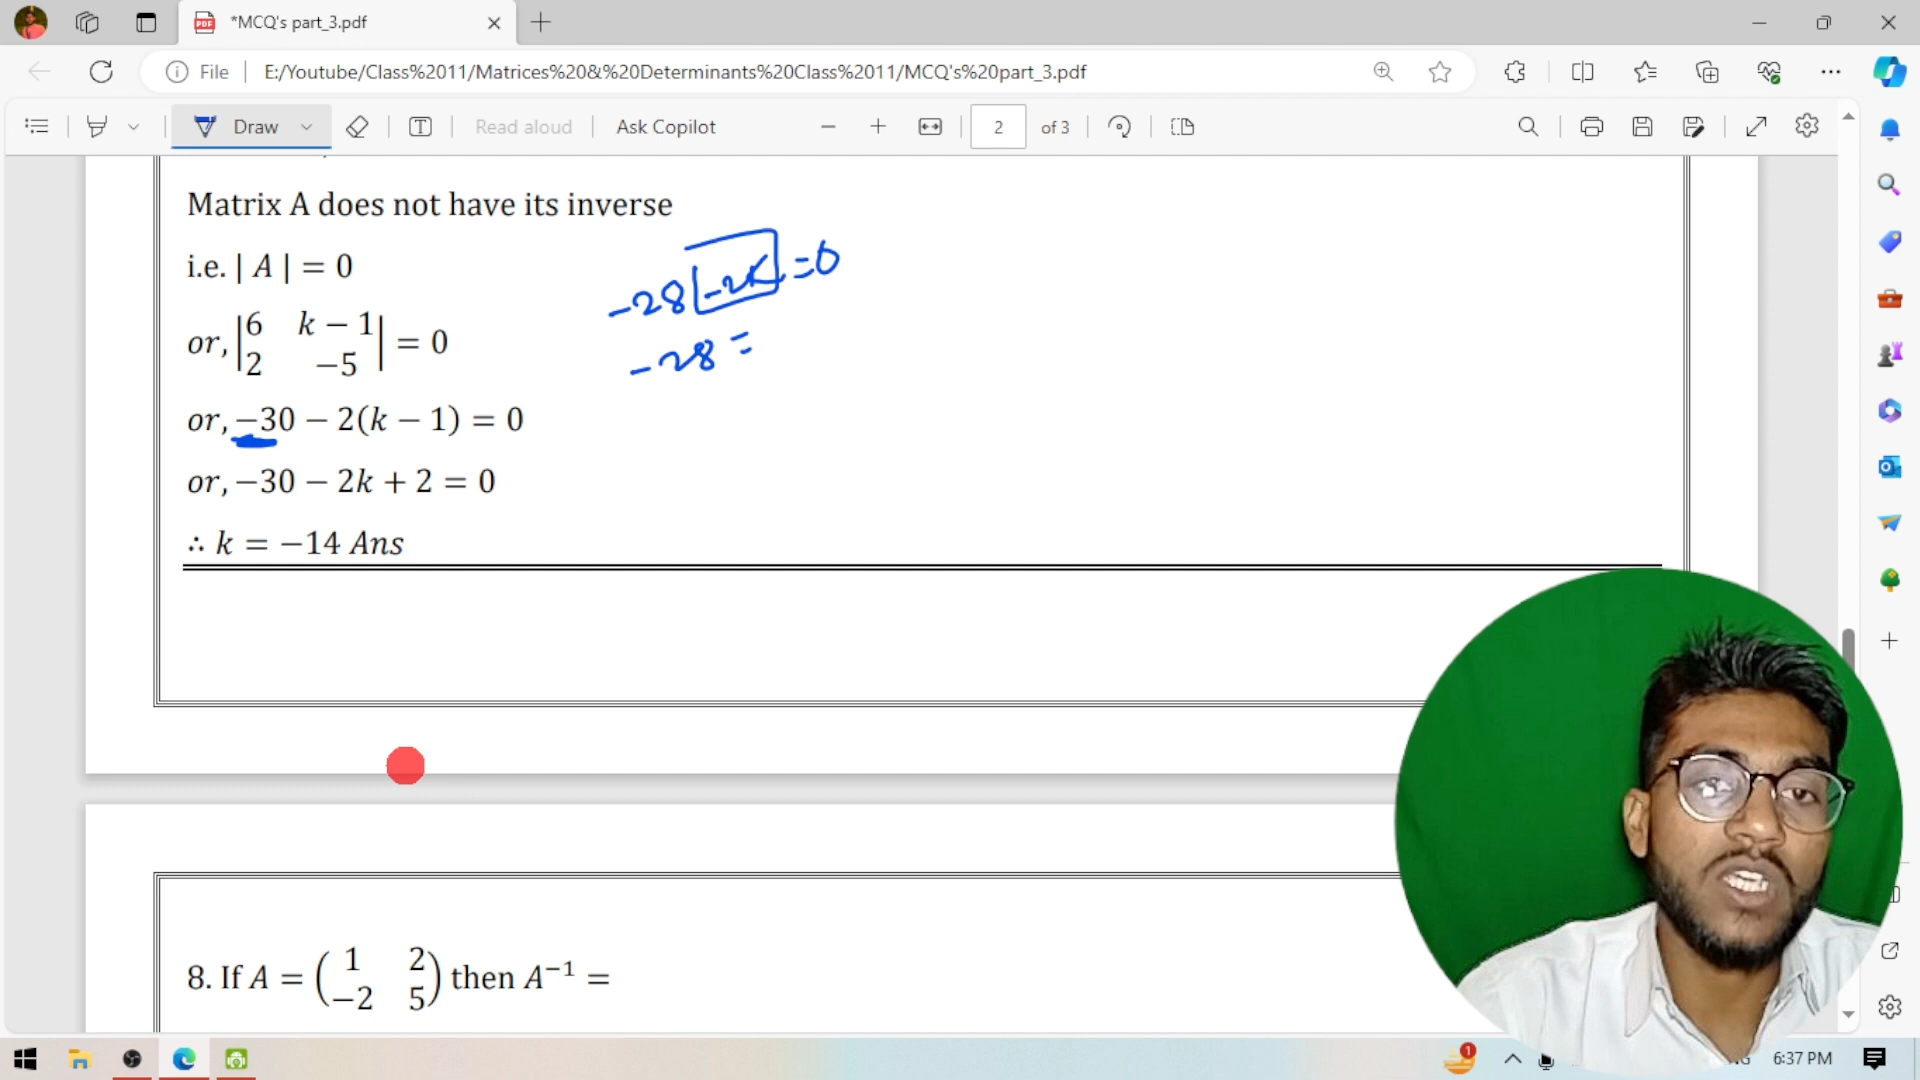 *MCQ's part_3.pdf
File E:/Youtube/Class%2011/Matrices%20&%20Determinants%20Class%2011/MCQ's%20part_3.pdf
Draw Read aloud Ask Copilot 2 of 3
Matrix A does not have its inverse
i.e. | A | = 0
or, |6 k − 1
2 −5| = 0
or, −30 − 2(k − 1) = 0
or, −30 − 2k + 2 = 0
∴ k = −14 Ans
-28 -2k = 0
-28 =
8. If A = (1 2
−2 5) then A⁻¹ =
1
6:37 PM